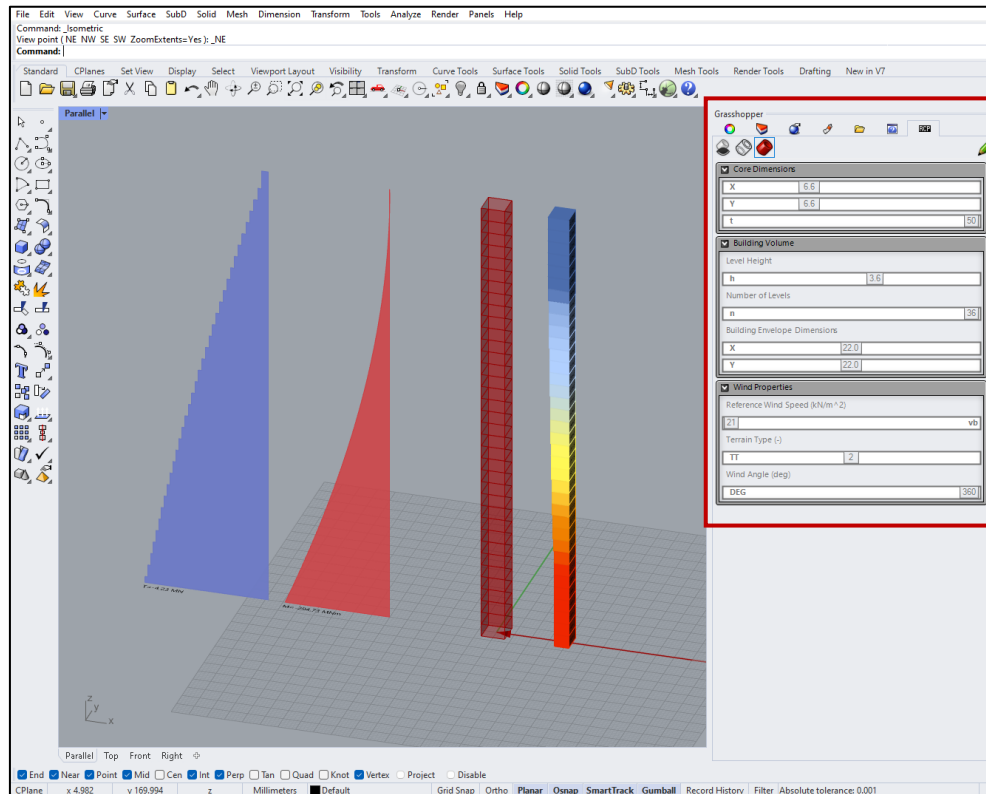 File Edit View Curve Surface SubD Solid Mesh Dimension Transform Tools Analyze Render Panels Help
Command: _Isometric
View point ( NE NW SE SW ZoomExtents=Yes ): _NE
Command:
Standard CPlanes Set View Display Select Viewport Layout Visibility Transform Curve Tools Surface Tools Solid Tools SubD Tools Mesh Tools Render Tools Drafting New in V7
Parallel
Grasshopper
RCP
Core Dimensions
X 6.6
Y 6.6
t 50
Building Volume
Level Height
h 3.6
Number of Levels
n 36
Building Envelope Dimensions
X 22.0
Y 22.0
Wind Properties
Reference Wind Speed (kN/m^2)
21 vb
Terrain Type (-)
TT 2
Wind Angle (deg)
DEG 360
z
y
x
Parallel Top Front Right
End Near Point Mid Cen Int Perp Tan Quad Knot Vertex Project Disable
CPlane x 4.982 y 169.994 z Millimeters Default Grid Snap Ortho Planar Osnap SmartTrack Gumball Record History Filter Absolute tolerance: 0.001